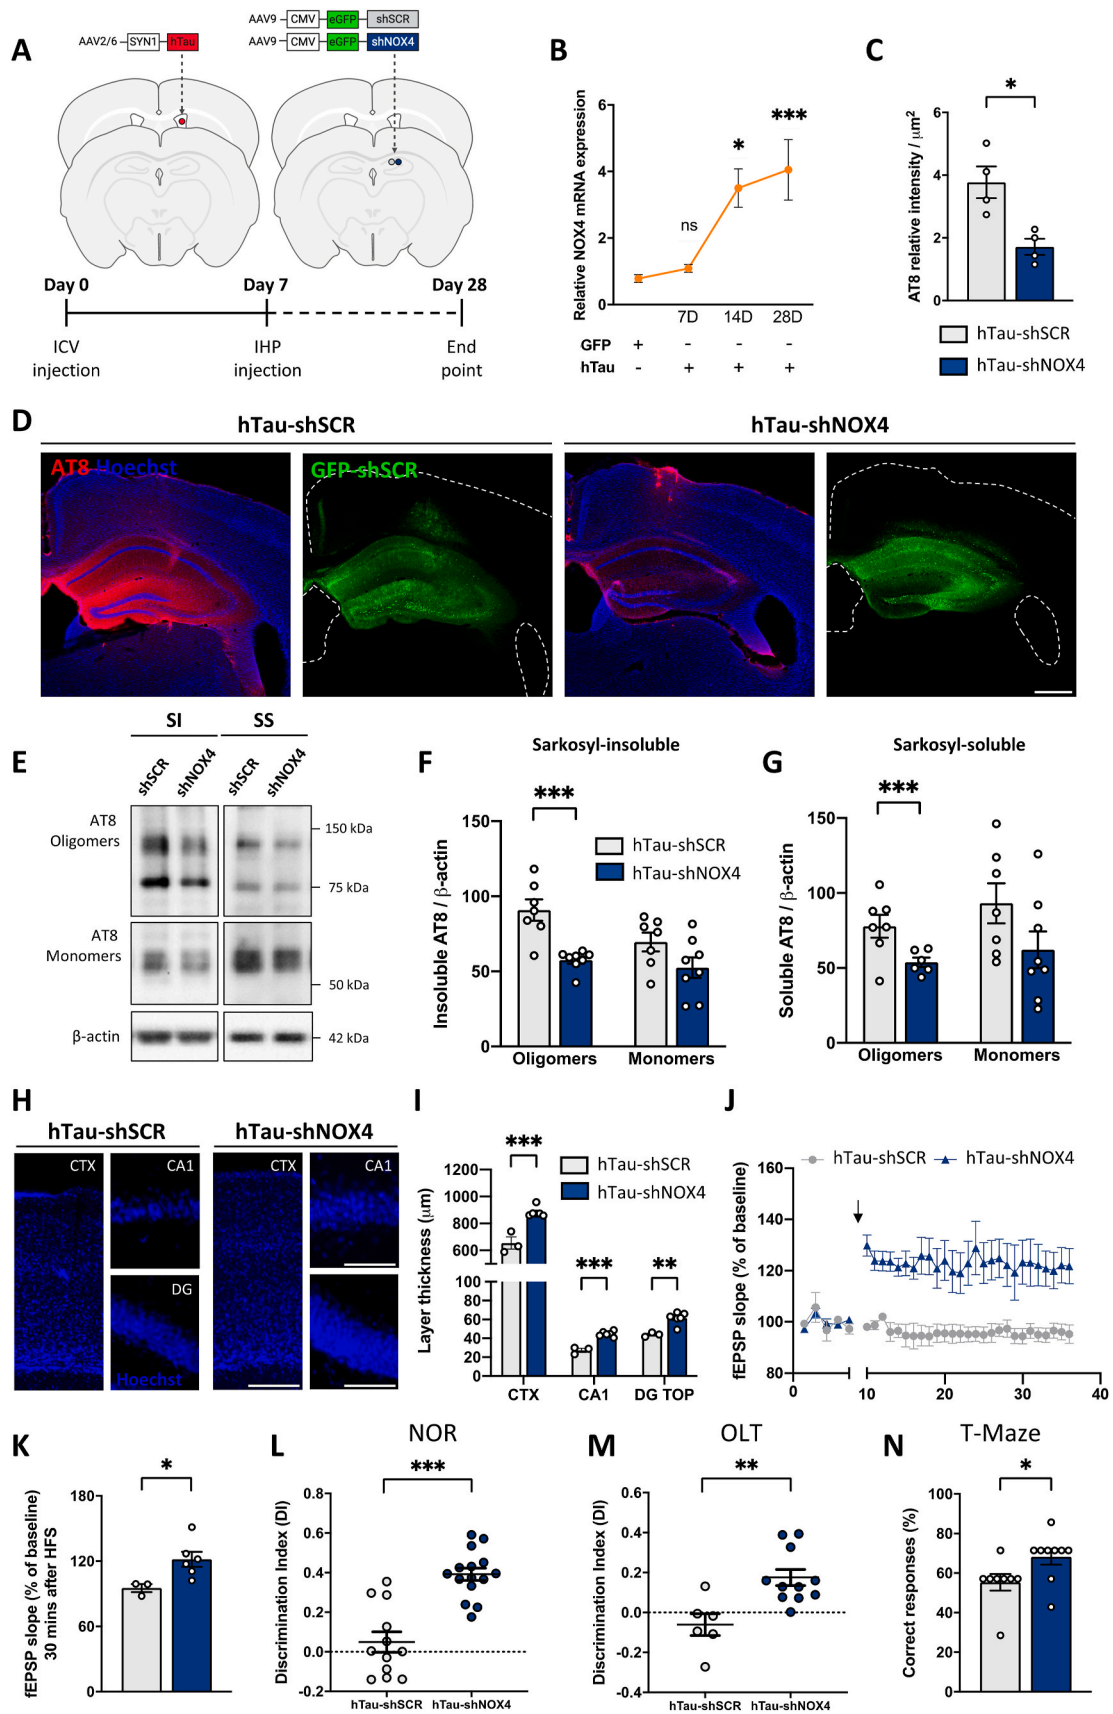 A
AAV2/6
SYN1
hTau
AAV9
CMV
eGFP
shSCR
AAV9
CMV
eGFP
shNOX4
Day 0
Day 7
Day 28
ICV injection
IHP injection
End point
B
Relative NOX4 mRNA expression
6
4
2
0
ns
*
***
7D 14D 28D
GFP + - - -
hTau - + + +
C
AT8 relative intensity / μm²
6
4
2
0
*
hTau-shSCR
hTau-shNOX4
D
hTau-shSCR
hTau-shNOX4
AT8 Hoechst
GFP-shSCR
E
SI SS
shSCR shNOX4 shSCR shNOX4
AT8 Oligomers
AT8 Monomers
β-actin
150 kDa
75 kDa
50 kDa
42 kDa
F
Sarkosyl-insoluble
Insoluble AT8 / β-actin
150
100
50
0
***
hTau-shSCR
hTau-shNOX4
Oligomers Monomers
G
Sarkosyl-soluble
Soluble AT8 / β-actin
150
100
50
0
***
Oligomers Monomers
H
hTau-shSCR hTau-shNOX4
CTX
CA1
DG
Hoechst
CTX
CA1
I
Layer thickness (μm)
1200
1000
800
600
100
80
60
40
20
0
***
***
**
hTau-shSCR
hTau-shNOX4
CTX CA1 DG TOP
J
fEPSP slope (% of baseline)
160
140
120
100
80
hTau-shSCR hTau-shNOX4
0 10 20 30 40
K
fEPSP slope (% of baseline)
30 mins after HFS
180
120
60
0
*
L
NOR
Discrimination Index (DI)
0.8
0.6
0.4
0.2
0.0
-0.2
***
hTau-shSCR hTau-shNOX4
M
OLT
Discrimination Index (DI)
0.6
0.4
0.2
0.0
-0.2
-0.4
**
hTau-shSCR hTau-shNOX4
N
T-Maze
Correct responses (%)
100
80
60
40
20
0
*